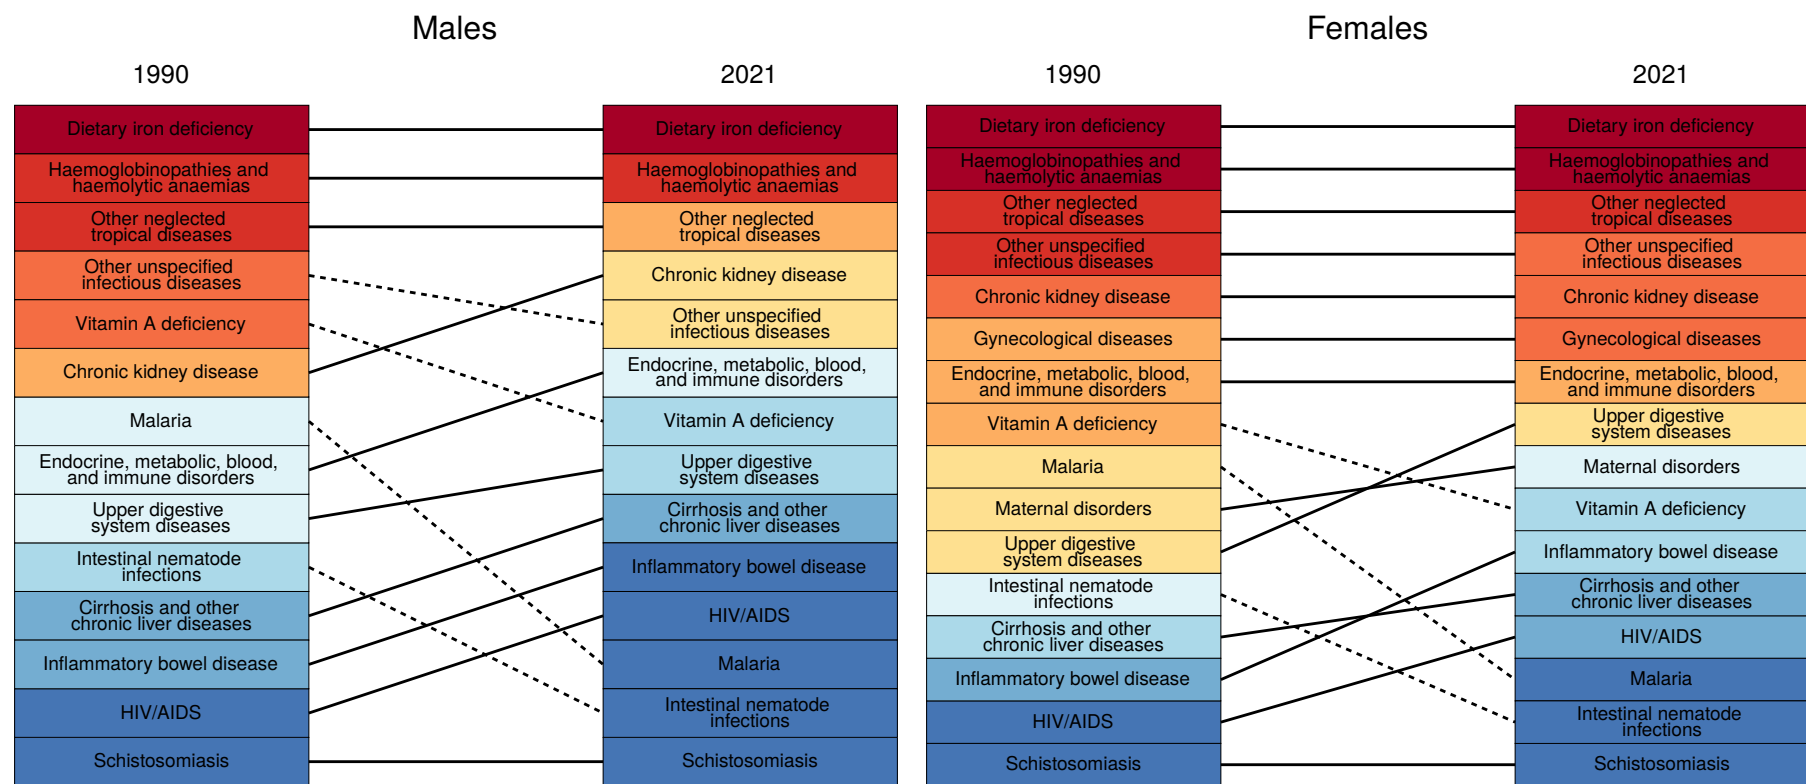 Males
1990
2021
Dietary iron deficiency
Haemoglobinopathies and
haemolytic anaemias
Other neglected
tropical diseases
Other unspecified
infectious diseases
Vitamin A deficiency
Chronic kidney disease
Malaria
Endocrine, metabolic, blood,
and immune disorders
Upper digestive
system diseases
Intestinal nematode
infections
Cirrhosis and other
chronic liver diseases
Inflammatory bowel disease
HIV/AIDS
Schistosomiasis
Dietary iron deficiency
Haemoglobinopathies and
haemolytic anaemias
Other neglected
tropical diseases
Chronic kidney disease
Other unspecified
infectious diseases
Endocrine, metabolic, blood,
and immune disorders
Vitamin A deficiency
Upper digestive
system diseases
Cirrhosis and other
chronic liver diseases
Inflammatory bowel disease
HIV/AIDS
Malaria
Intestinal nematode
infections
Schistosomiasis
Females
1990
2021
Dietary iron deficiency
Haemoglobinopathies and
haemolytic anaemias
Other neglected
tropical diseases
Other unspecified
infectious diseases
Chronic kidney disease
Gynecological diseases
Endocrine, metabolic, blood,
and immune disorders
Vitamin A deficiency
Malaria
Maternal disorders
Upper digestive
system diseases
Intestinal nematode
infections
Cirrhosis and other
chronic liver diseases
Inflammatory bowel disease
HIV/AIDS
Schistosomiasis
Dietary iron deficiency
Haemoglobinopathies and
haemolytic anaemias
Other neglected
tropical diseases
Other unspecified
infectious diseases
Chronic kidney disease
Gynecological diseases
Endocrine, metabolic, blood,
and immune disorders
Upper digestive
system diseases
Maternal disorders
Vitamin A deficiency
Inflammatory bowel disease
Cirrhosis and other
chronic liver diseases
HIV/AIDS
Malaria
Intestinal nematode
infections
Schistosomiasis